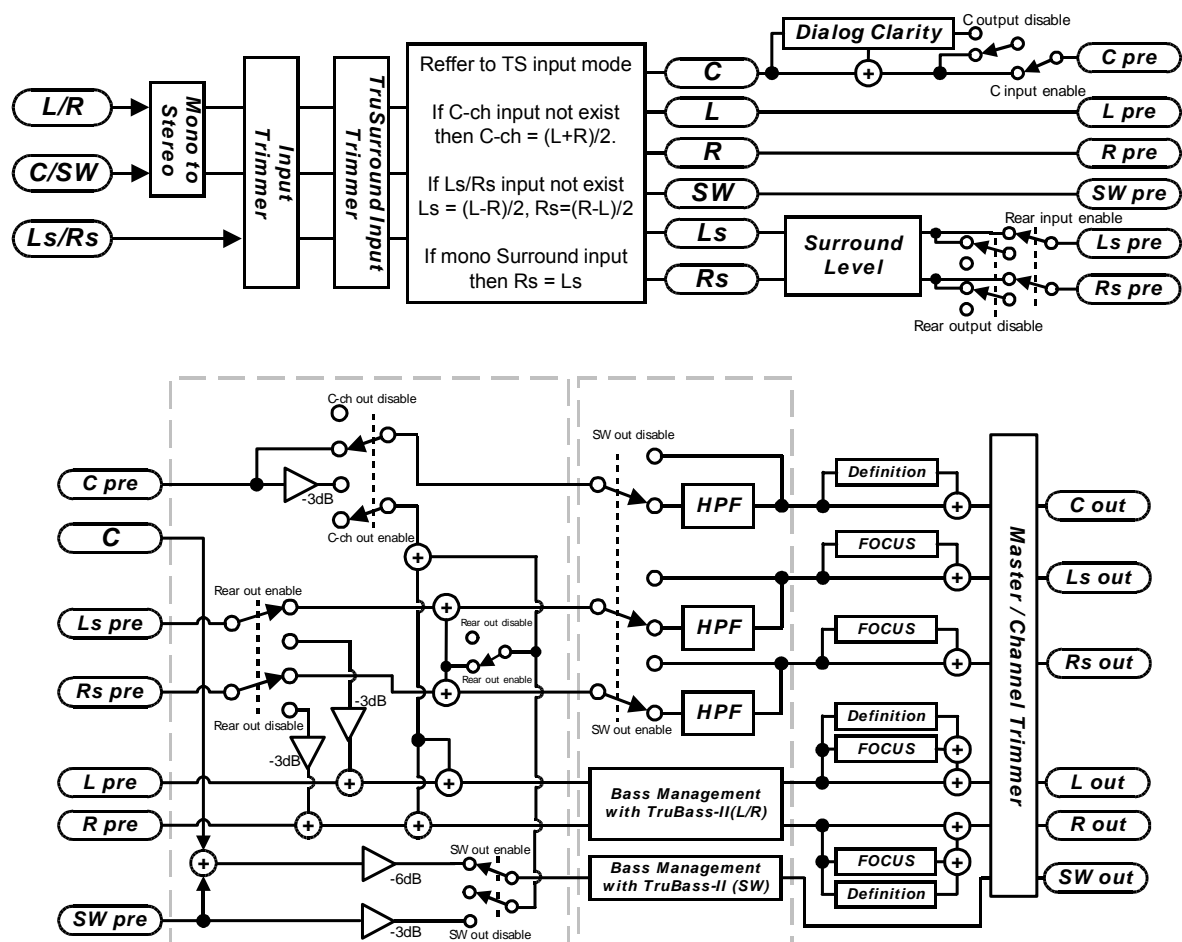 L/R
C/SW
Ls/Rs
Mono to
Stereo
Input
Trimmer
TruSurround Input
Trimmer
Reffer to TS input mode
If C-ch input not exist
then C-ch = (L+R)/2.
If Ls/Rs input not exist
Ls = (L-R)/2, Rs=(R-L)/2
If mono Surround input
then Rs = Ls
C
L
R
SW
Ls
Rs
Dialog Clarity
+
C output disable
C input enable
Surround
Level
Rear input enable
Rear output disable
C pre
L pre
R pre
SW pre
Ls pre
Rs pre
C pre
C
Ls pre
Rs pre
L pre
R pre
SW pre
C-ch out disable
-3dB
C-ch out enable
+
Rear out enable
+
Rear out disable
Rear out enable
+
Rear out disable
-3dB
-3dB
+
+
+
+
+
-6dB
-3dB
SW out enable
SW out disable
SW out disable
HPF
HPF
HPF
SW out enable
Bass Management
with TruBass-II(L/R)
Bass Management
with TruBass-II (SW)
Definition
+
FOCUS
+
FOCUS
+
Definition
FOCUS
+
+
+
FOCUS
+
Definition
Master / Channel Trimmer
C out
Ls out
Rs out
L out
R out
SW out